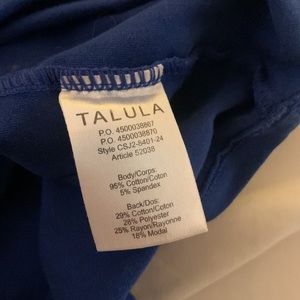 TALULA
P.O. 4500038867
P.O. 4500038870
Style CSJ2-8401-24
Article 52038
Body/Corps:
95% Cotton/Coton
5% Spandex
Back/Dos:
29% Cotton/Coton
28% Polyester
25% Rayon/Rayonne
18% Modal